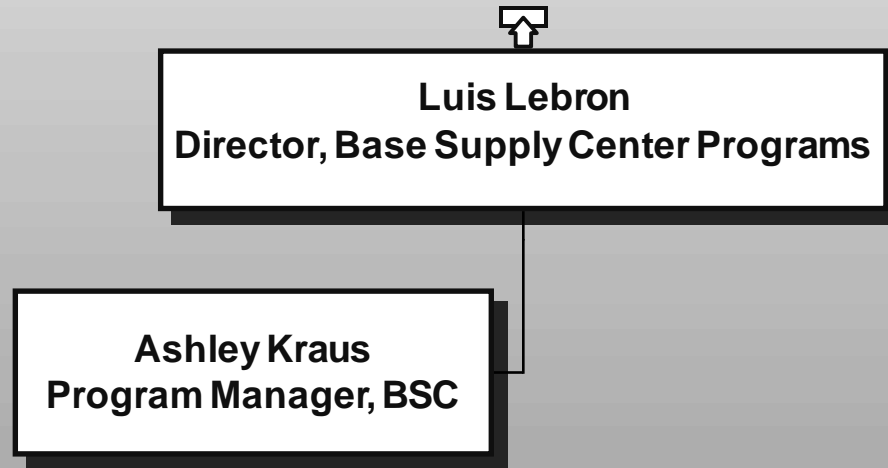 Luis Lebron
Director, Base Supply Center Programs
Ashley Kraus
Program Manager, BSC